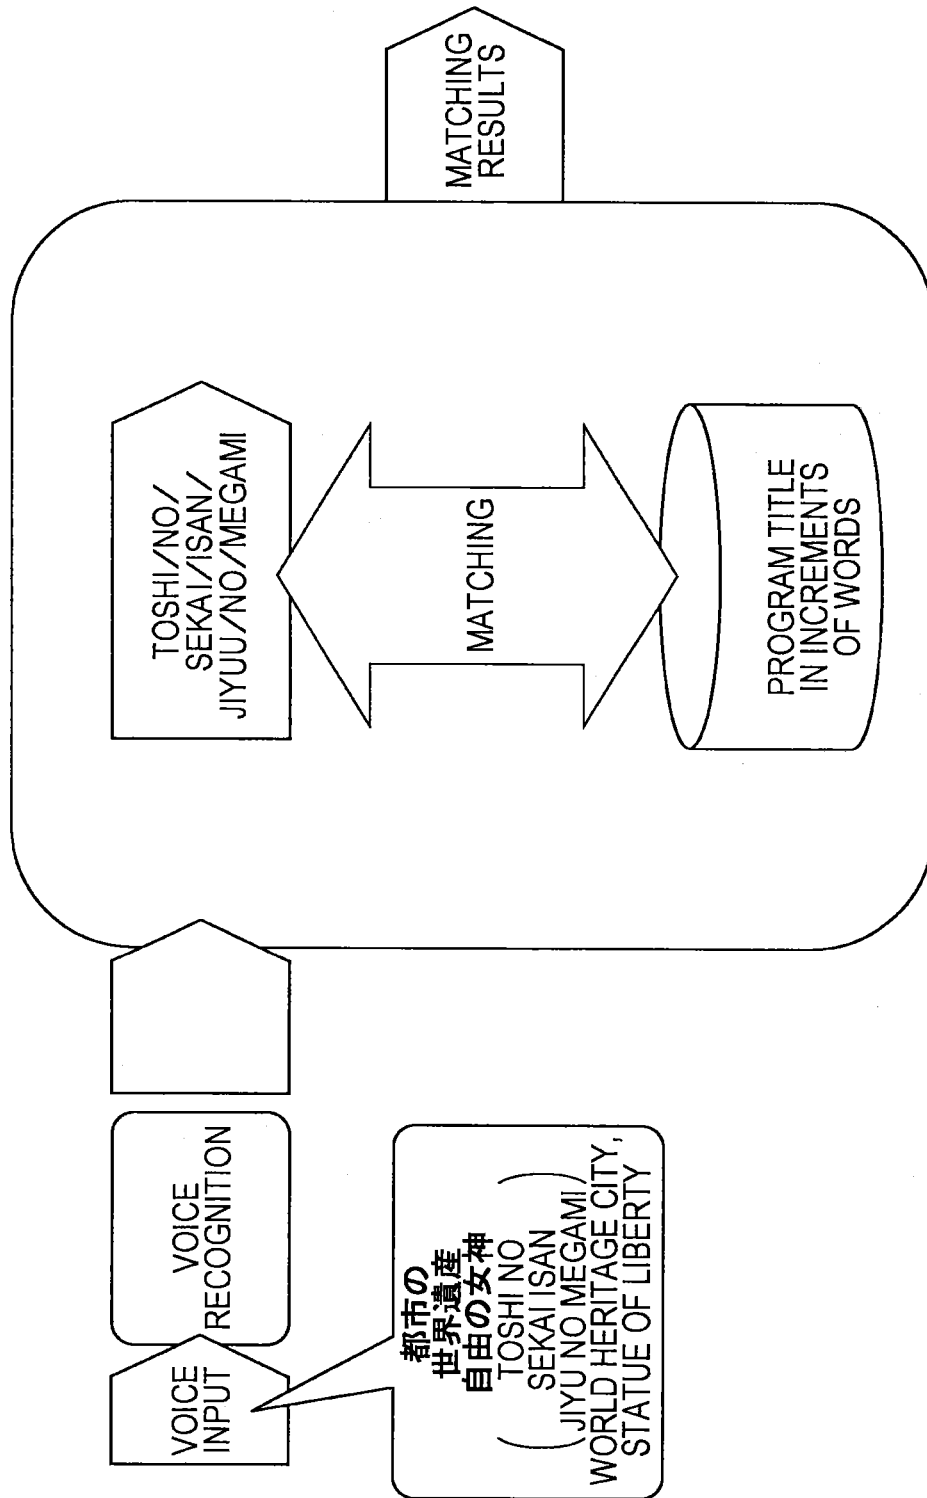 VOICE
INPUT
都市の
世界遺産
自由の女神
TOSHI NO
SEKAI ISAN
JIYU NO MEGAMI
WORLD HERITAGE CITY,
STATUE OF LIBERTY
VOICE
RECOGNITION
TOSHI/NO/
SEKAI/ISAN/
JIYUU/NO/MEGAMI
MATCHING
PROGRAM TITLE
IN INCREMENTS
OF WORDS
MATCHING
RESULTS